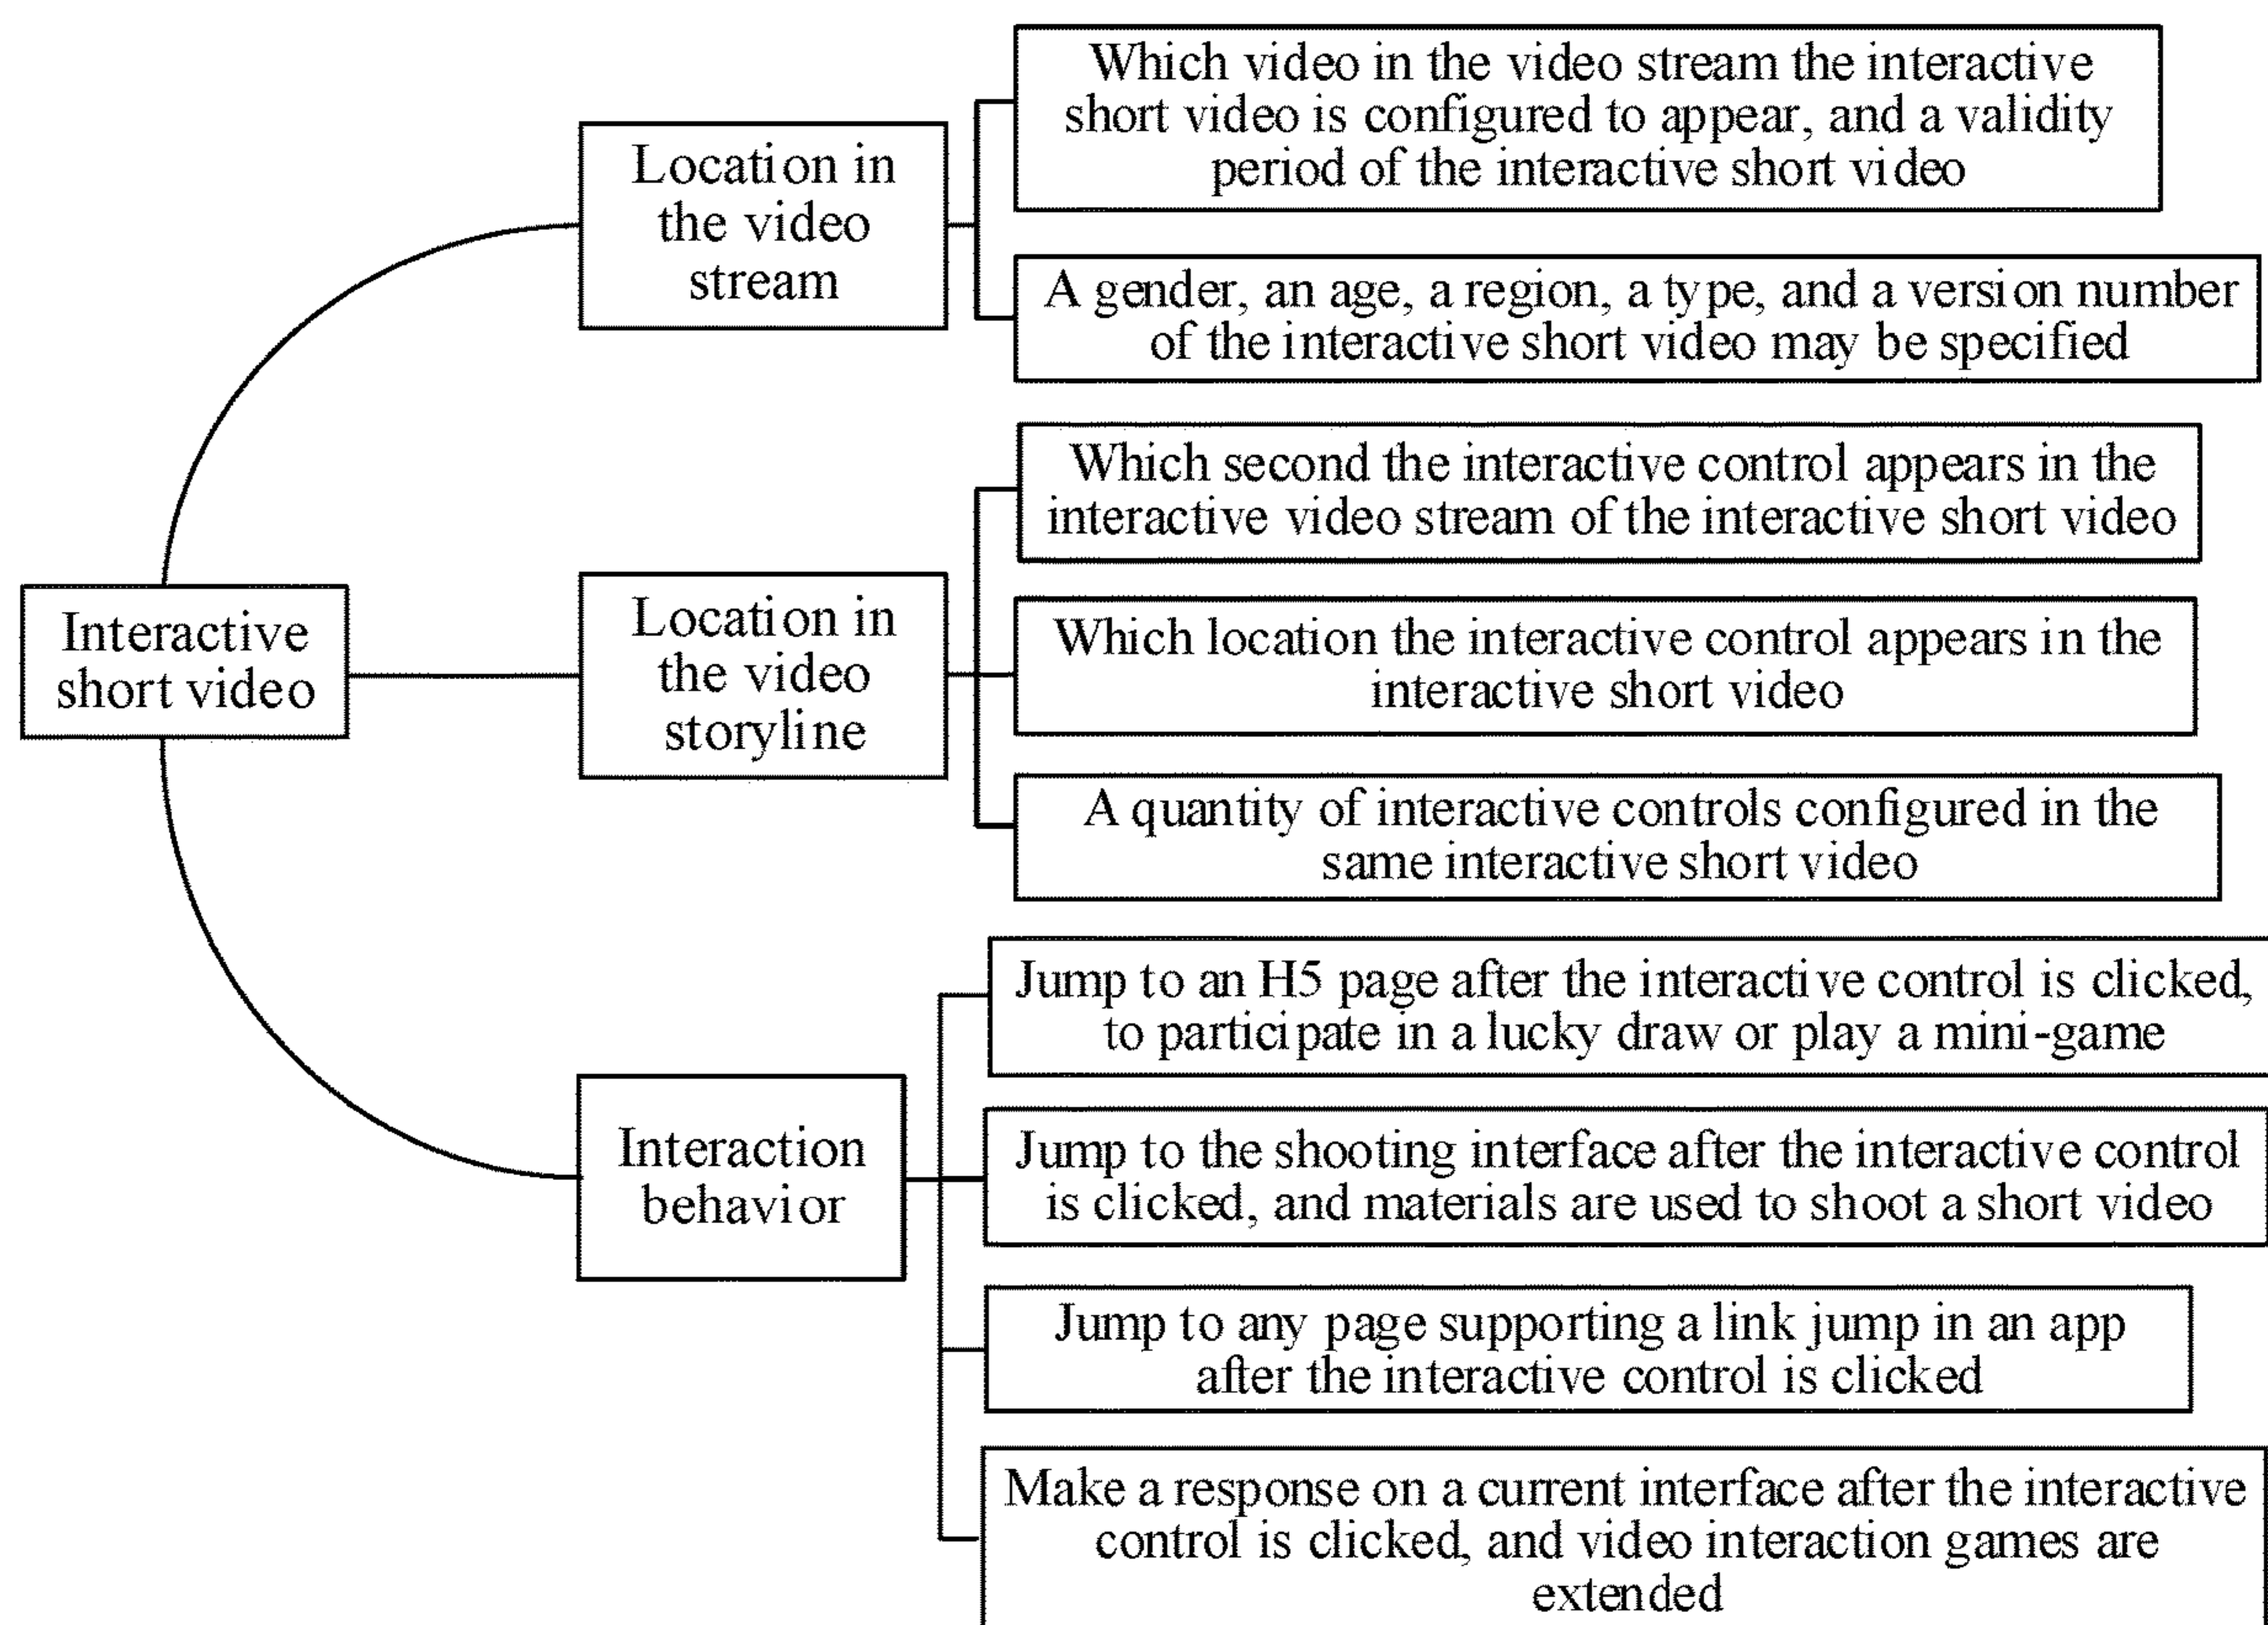 Interactive
short video
Location in
the video
stream
Which video in the video stream the interactive
short video is configured to appear, and a validity
period of the interactive short video
A gender, an age, a region, a type, and a version number
of the interactive short video may be specified
Location in
the video
storyline
Which second the interactive control appears in the
interactive video stream of the interactive short video
Which location the interactive control appears in the
interactive short video
A quantity of interactive controls configured in the
same interactive short video
Interaction
behavior
Jump to an H5 page after the interactive control is clicked,
to participate in a lucky draw or play a mini-game
Jump to the shooting interface after the interactive control
is clicked, and materials are used to shoot a short video
Jump to any page supporting a link jump in an app
after the interactive control is clicked
Make a response on a current interface after the interactive
control is clicked, and video interaction games are
extended